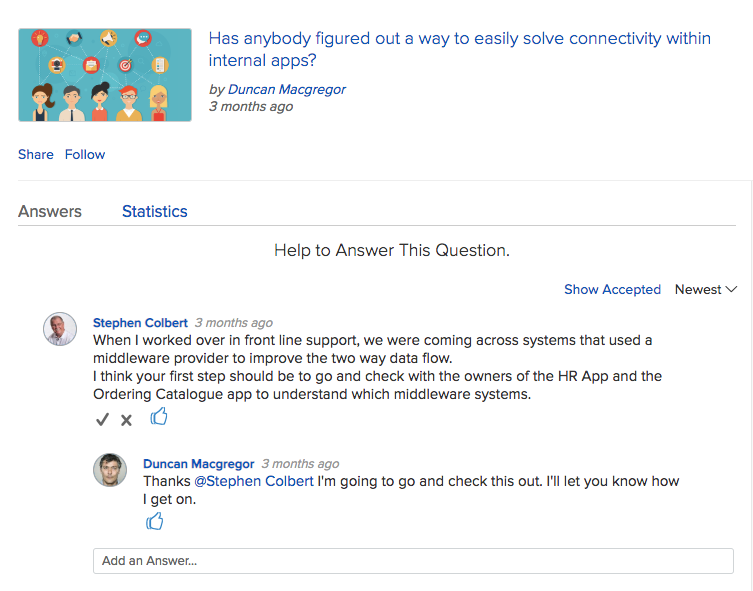 Has anybody figured out a way to easily solve connectivity within
internal apps?
by Duncan Macgregor
3 months ago
Share Follow
Answers Statistics
Help to Answer This Question.
Show Accepted Newest
Stephen Colbert 3 months ago
When I worked over in front line support, we were coming across systems that used a
middleware provider to improve the two way data flow.
I think your first step should be to go and check with the owners of the HR App and the
Ordering Catalogue app to understand which middleware systems.
Duncan Macgregor 3 months ago
Thanks @Stephen Colbert I'm going to go and check this out. I'll let you know how
I get on.
Add an Answer...